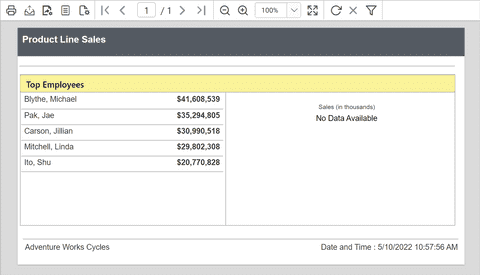 1 / 1 100%
Product Line Sales
Top Employees
Blythe, Michael $41,608,539
Pak, Jae $35,294,805
Carson, Jillian $30,990,518
Mitchell, Linda $29,802,308
Ito, Shu $20,770,828
Sales (in thousands)
No Data Available
Adventure Works Cycles Date and Time : 5/10/2022 10:57:56 AM